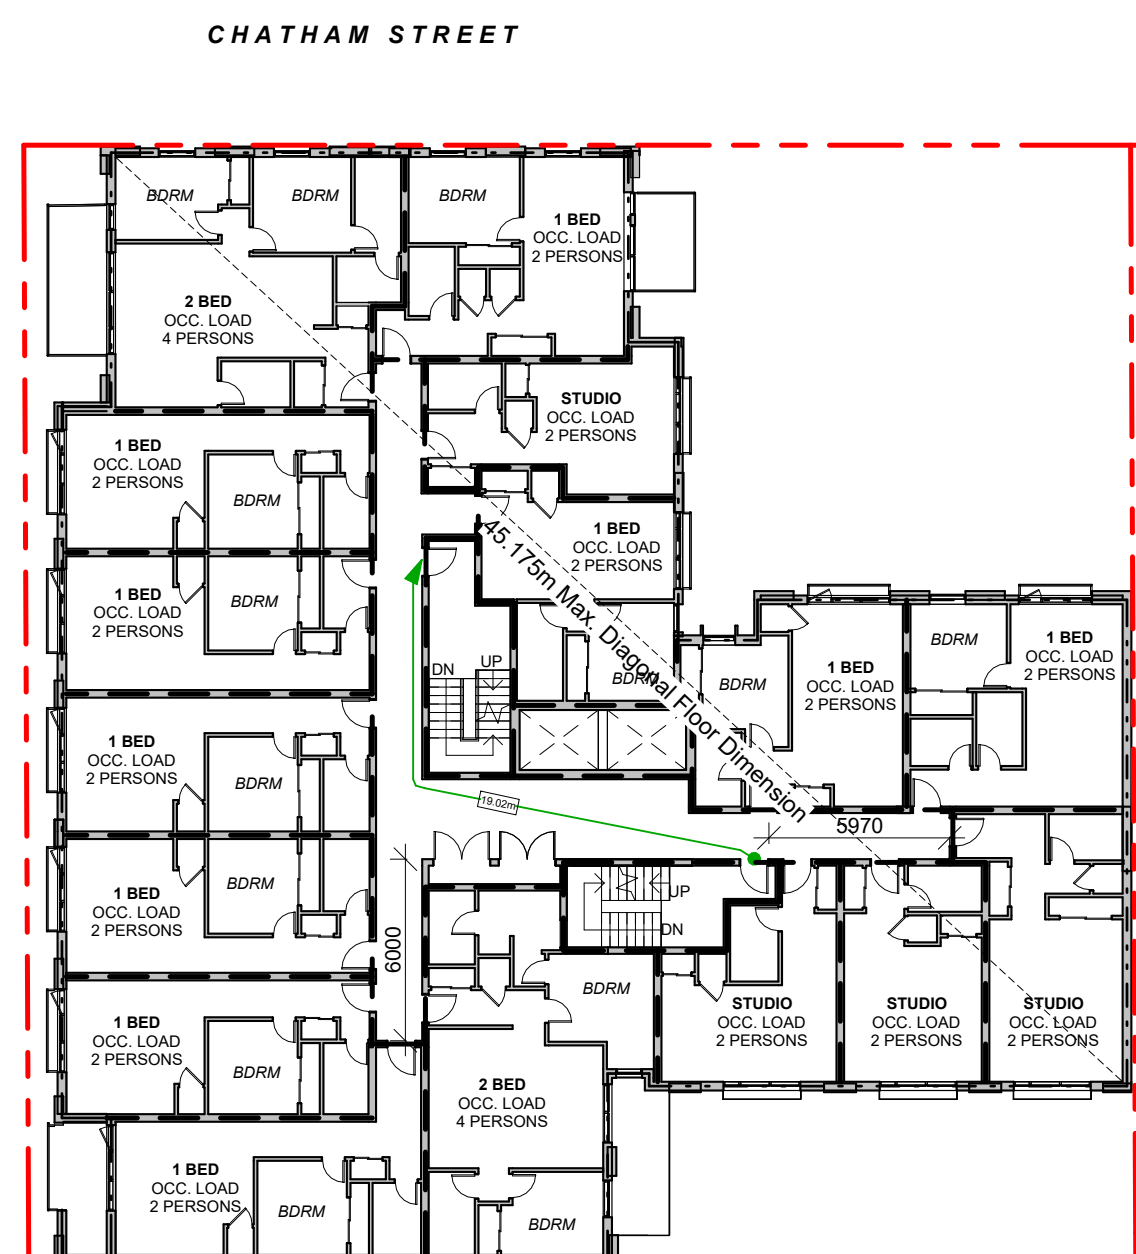 CHATHAM STREET
BDRM
BDRM
BDRM
1 BED
OCC. LOAD
2 PERSONS
2 BED
OCC. LOAD
4 PERSONS
STUDIO
OCC. LOAD
2 PERSONS
1 BED
OCC. LOAD
2 PERSONS
BDRM
1 BED
OCC. LOAD
2 PERSONS
45.175m Max. Diagonal Floor Dimension
1 BED
OCC. LOAD
2 PERSONS
BDRM
DN
UP
BDRM
BDRM
1 BED
OCC. LOAD
2 PERSONS
BDRM
1 BED
OCC. LOAD
2 PERSONS
1 BED
OCC. LOAD
2 PERSONS
BDRM
19.02m
5970
1 BED
OCC. LOAD
2 PERSONS
BDRM
UP
DN
6000
BDRM
STUDIO
OCC. LOAD
2 PERSONS
STUDIO
OCC. LOAD
2 PERSONS
STUDIO
OCC. LOAD
2 PERSONS
1 BED
OCC. LOAD
2 PERSONS
BDRM
2 BED
OCC. LOAD
4 PERSONS
1 BED
OCC. LOAD
2 PERSONS
BDRM
BDRM